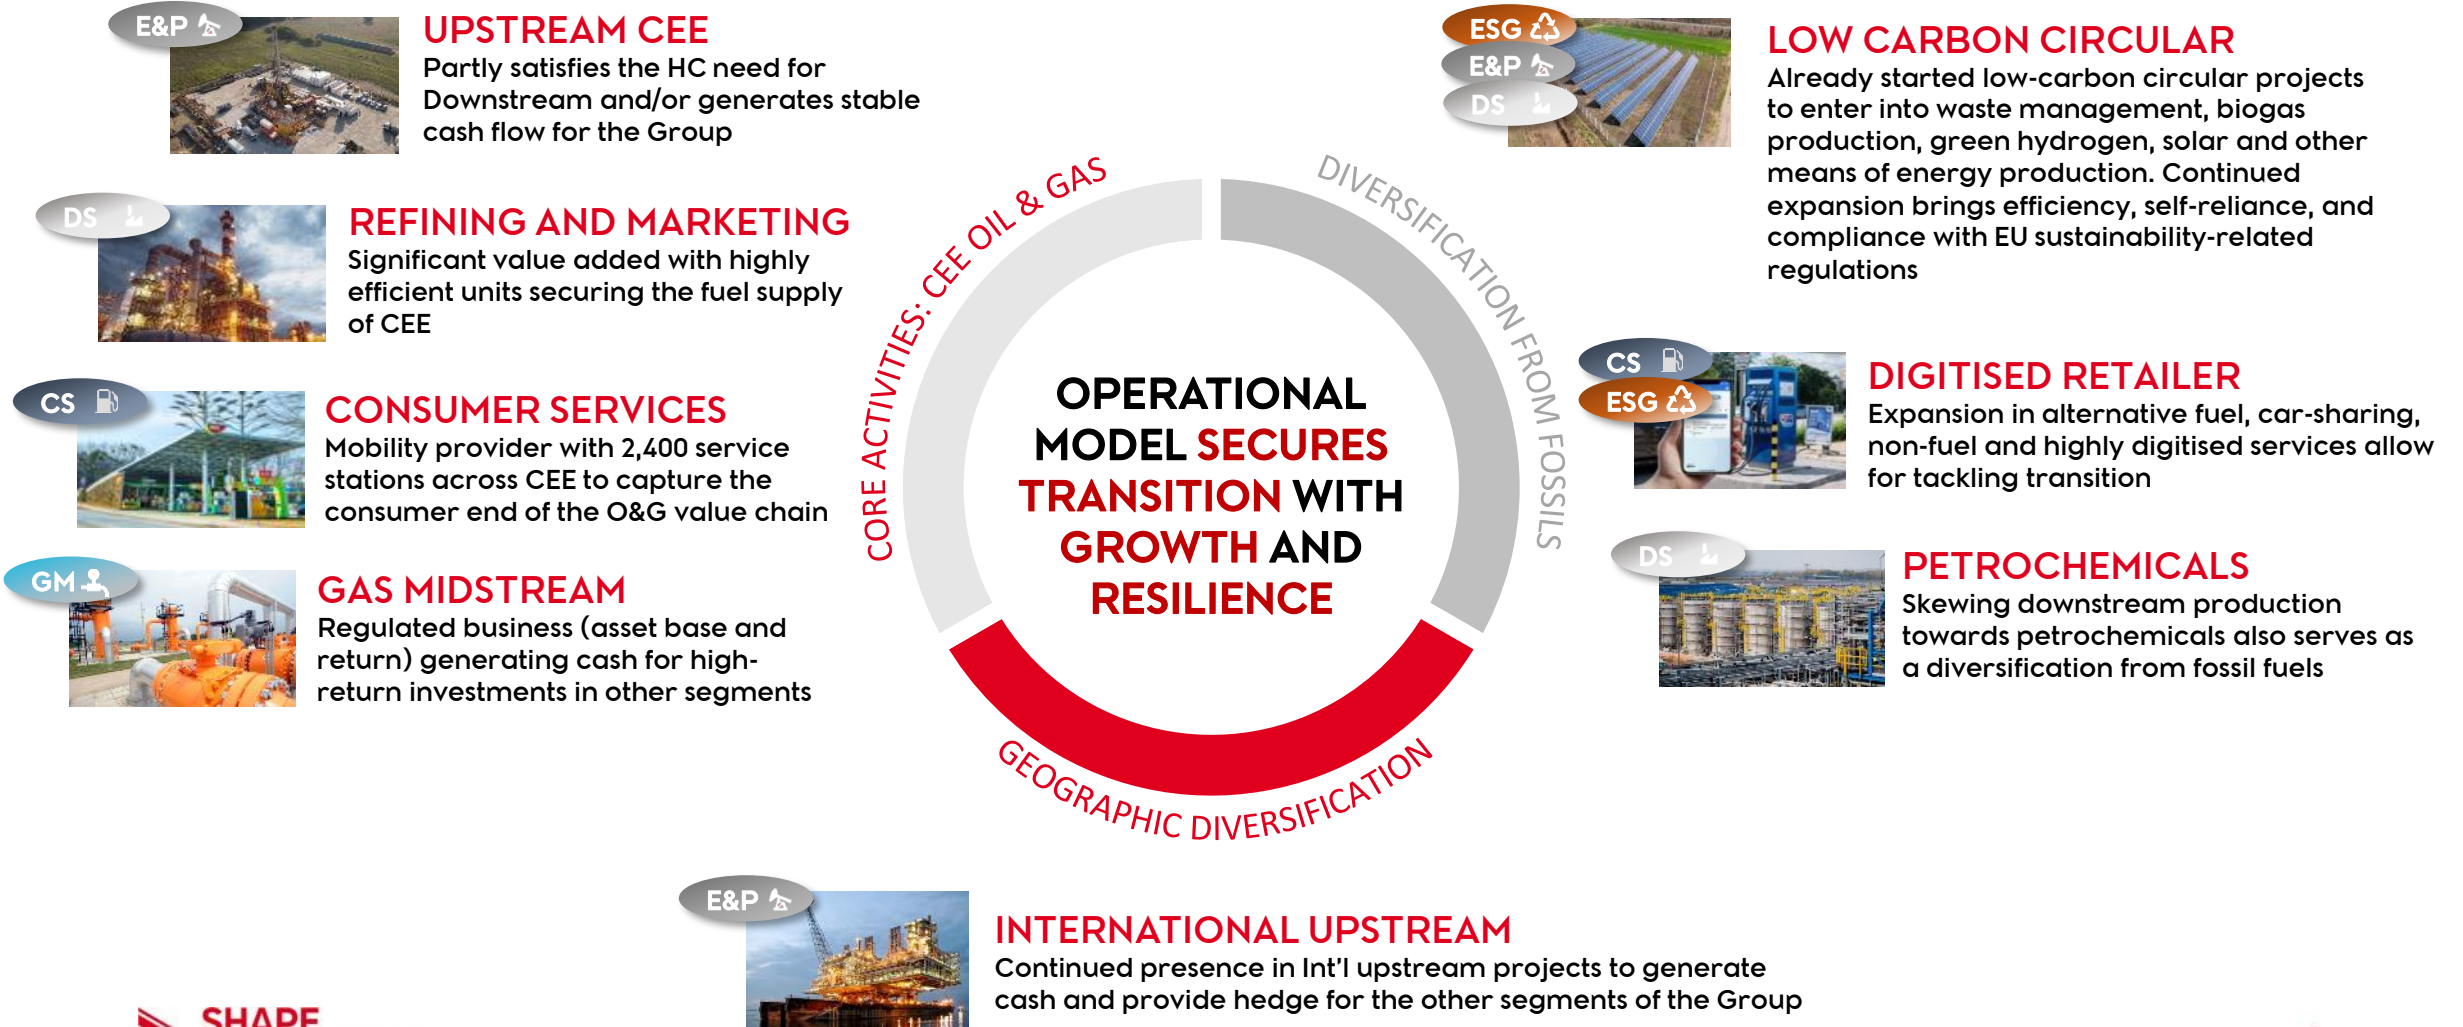 E&P
UPSTREAM CEE
Partly satisfies the HC need for
Downstream and/or generates stable
cash flow for the Group
DS
REFINING AND MARKETING
Significant value added with highly
efficient units securing the fuel supply
of CEE
CS
CONSUMER SERVICES
Mobility provider with 2,400 service
stations across CEE to capture the
consumer end of the O&G value chain
GM
GAS MIDSTREAM
Regulated business (asset base and
return) generating cash for high-
return investments in other segments
CORE ACTIVITIES: CEE OIL & GAS
DIVERSIFICATION FROM FOSSILS
GEOGRAPHIC DIVERSIFICATION
OPERATIONAL
MODEL SECURES
TRANSITION WITH
GROWTH AND
RESILIENCE
ESG
E&P
DS
LOW CARBON CIRCULAR
Already started low-carbon circular projects
to enter into waste management, biogas
production, green hydrogen, solar and other
means of energy production. Continued
expansion brings efficiency, self-reliance, and
compliance with EU sustainability-related
regulations
CS
ESG
DIGITISED RETAILER
Expansion in alternative fuel, car-sharing,
non-fuel and highly digitised services allow
for tackling transition
DS
PETROCHEMICALS
Skewing downstream production
towards petrochemicals also serves as
a diversification from fossil fuels
E&P
INTERNATIONAL UPSTREAM
Continued presence in Int'l upstream projects to generate
cash and provide hedge for the other segments of the Group
SHAPE